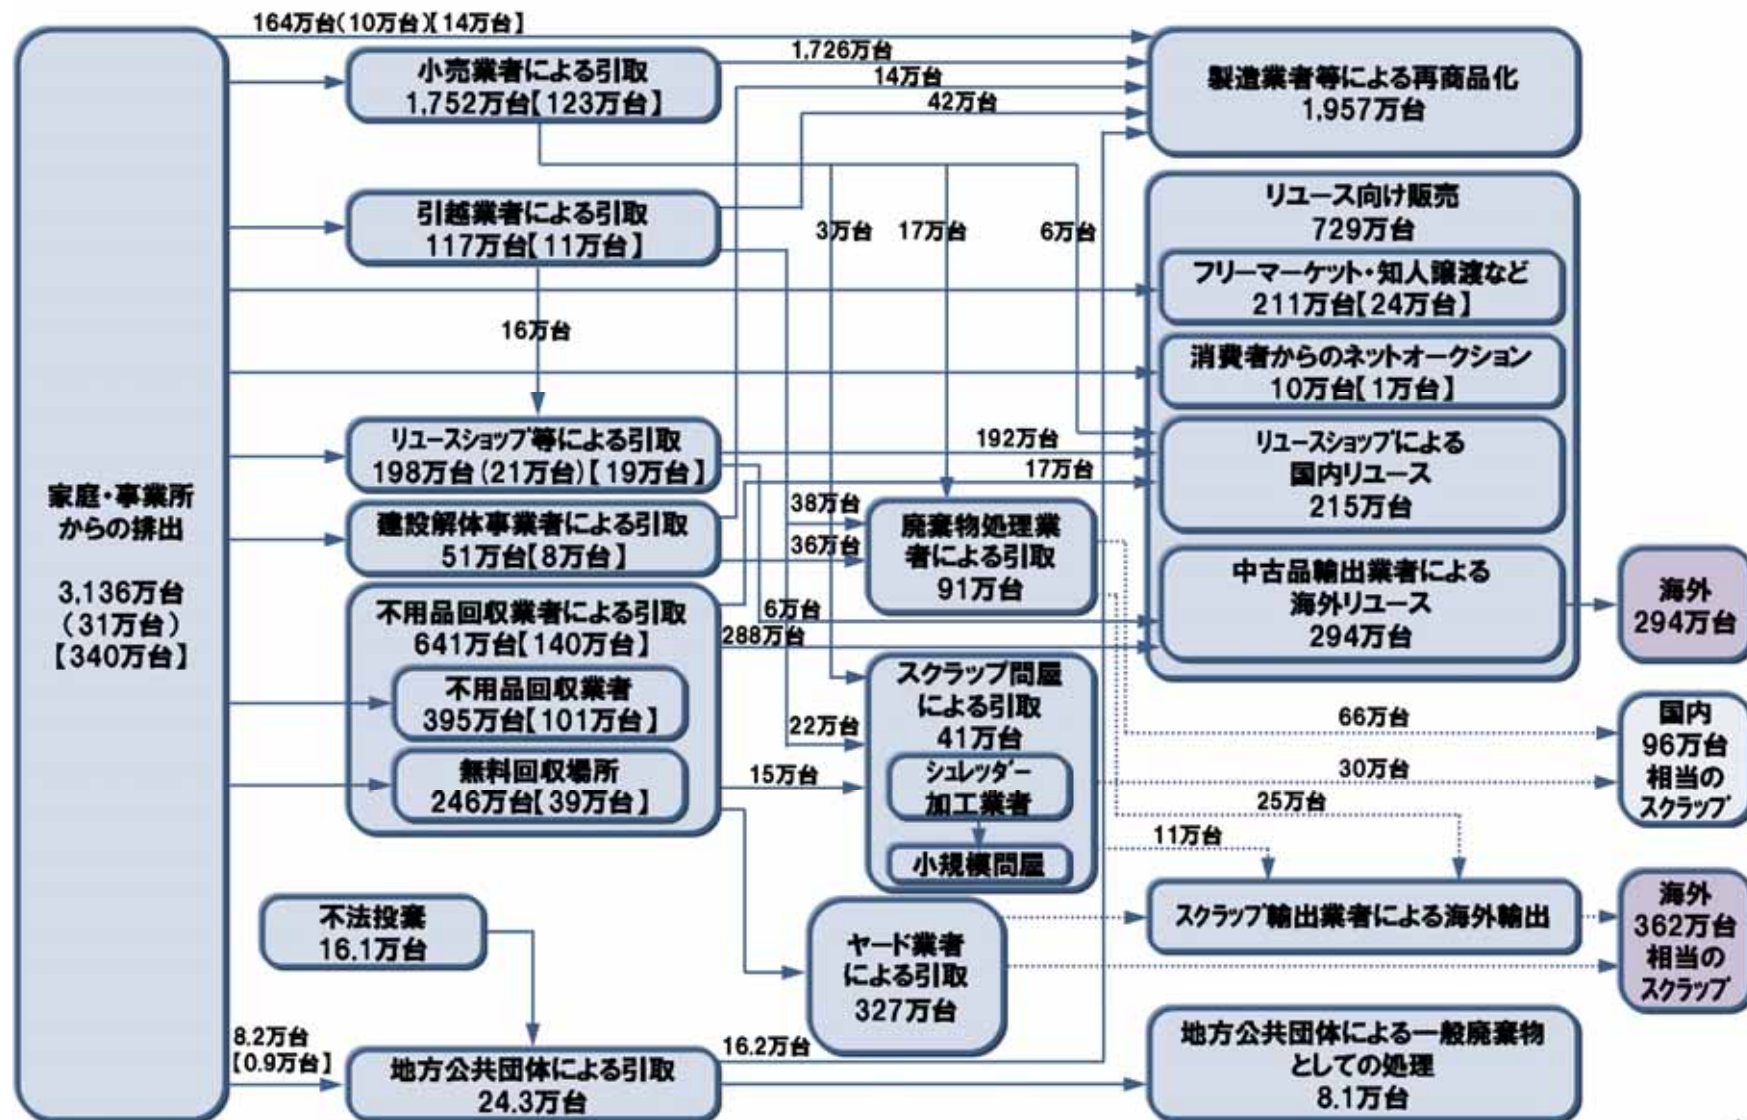 164万台(10万台)【14万台】
小売業者による引取
1,752万台【123万台】
1,726万台
14万台
42万台
製造業者等による再商品化
1,957万台
引越業者による引取
117万台【11万台】
3万台
17万台
6万台
16万台
リユース向け販売
729万台
フリーマーケット・知人譲渡など
211万台【24万台】
消費者からのネットオークション
10万台【1万台】
リユースショップによる
国内リユース
215万台
中古品輸出業者による
海外リユース
294万台
海外
294万台
家庭・事業所
からの排出
3,136万台
(31万台)
【340万台】
リユースショップ等による引取
198万台(21万台)【19万台】
192万台
17万台
建設解体事業者による引取
51万台【8万台】
38万台
36万台
廃棄物処理業
者による引取
91万台
不用品回収業者による引取
641万台【140万台】
6万台
288万台
不用品回収業者
395万台【101万台】
無料回収場所
246万台【39万台】
22万台
15万台
スクラップ問屋
による引取
41万台
シュレッダー
加工業者
小規模問屋
66万台
30万台
25万台
11万台
国内
96万台
相当の
スクラップ
不法投棄
16.1万台
ヤード業者
による引取
327万台
スクラップ輸出業者による海外輸出
海外
362万台
相当の
スクラップ
8.2万台
【0.9万台】
地方公共団体による引取
24.3万台
16.2万台
地方公共団体による一般廃棄物
としての処理
8.1万台